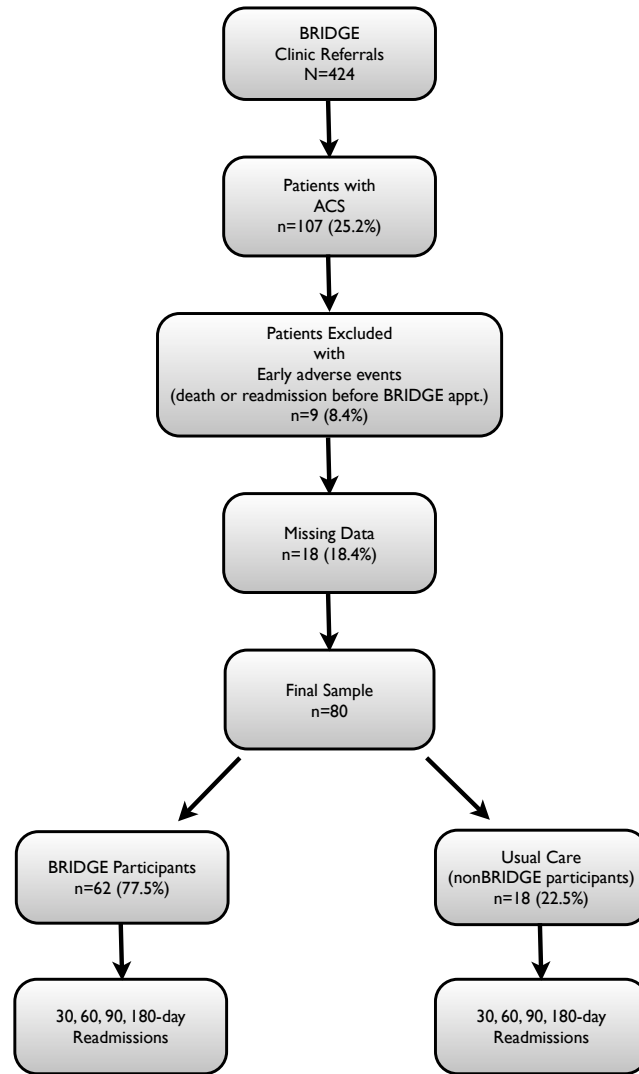 BRIDGE
Clinic Referrals
N=424
Patients with
ACS
n=107 (25.2%)
Patients Excluded
with
Early adverse events
(death or readmission before BRIDGE appt.)
n=9 (8.4%)
Missing Data
n=18 (18.4%)
Final Sample
n=80
BRIDGE Participants
n=62 (77.5%)
Usual Care
(nonBRIDGE participants)
n=18 (22.5%)
30, 60, 90, 180-day
Readmissions
30, 60, 90, 180-day
Readmissions